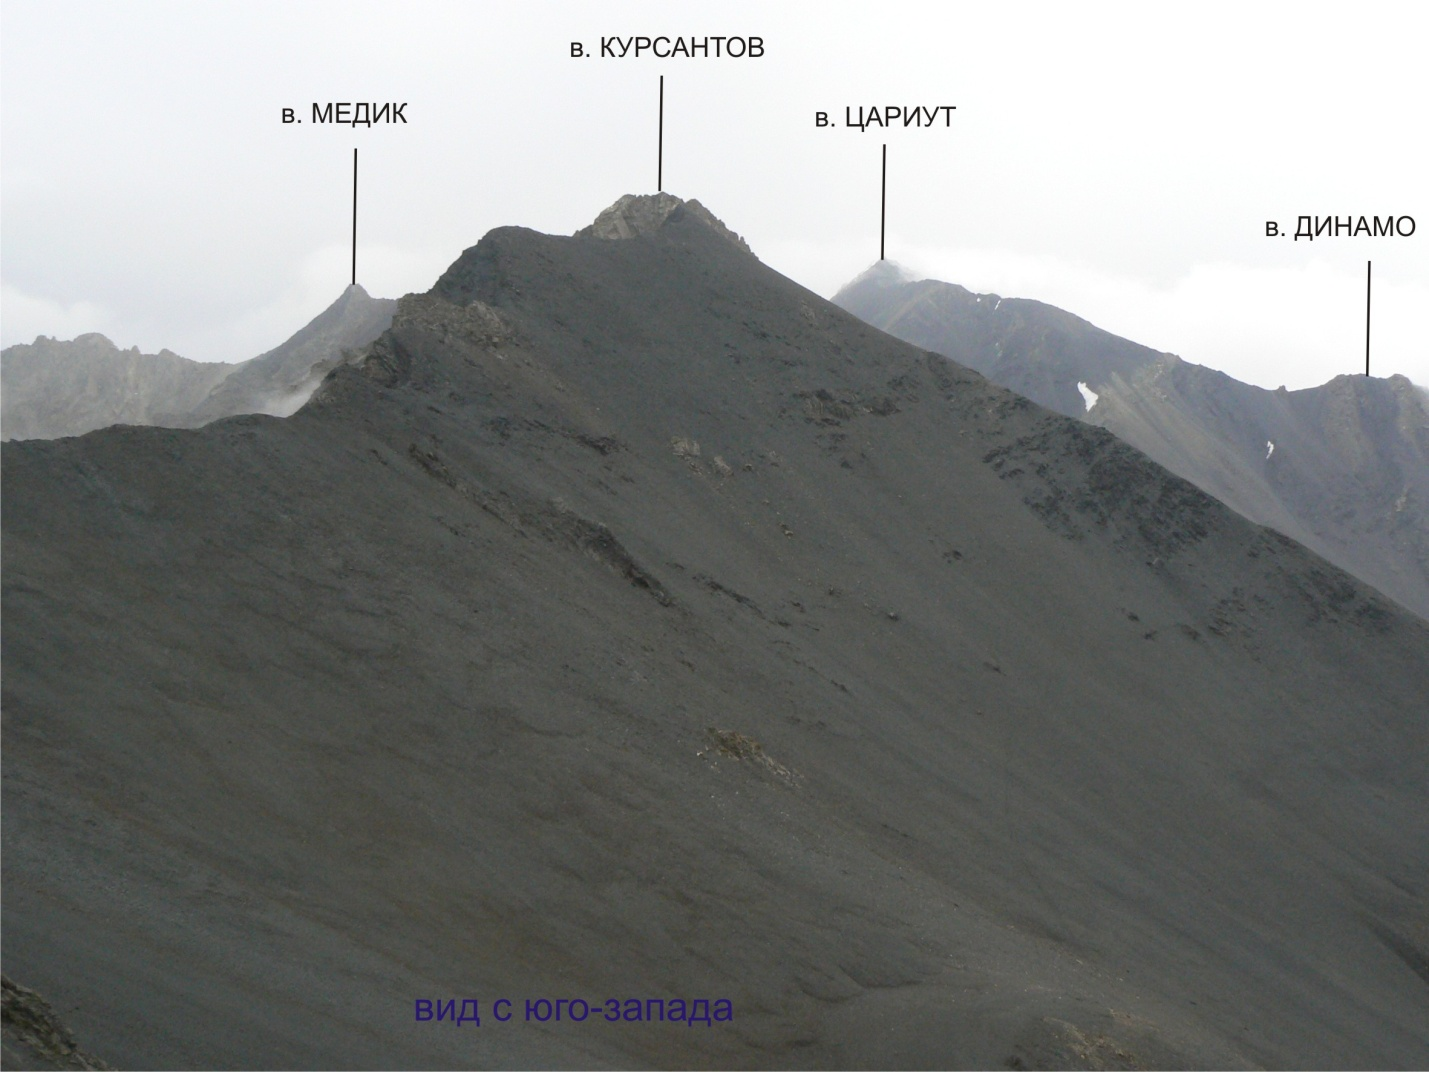 в. КУРСАНТОВ
в. МЕДИК
в. ЦАРИУТ
в. ДИНАМО
вид с юго-запада